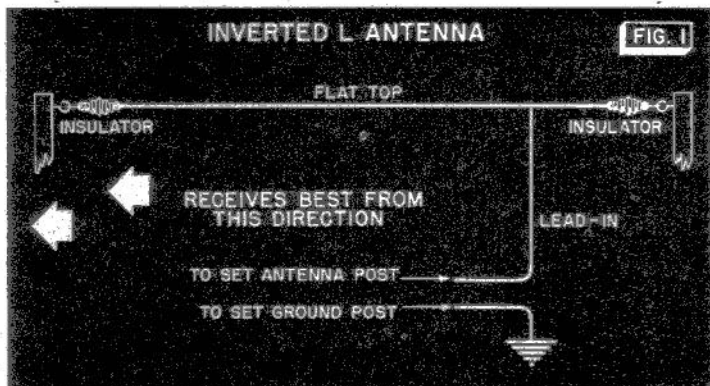 INVERTED L ANTENNA
FIG. 1
FLAT TOP
INSULATOR
INSULATOR
RECEIVES BEST FROM
THIS DIRECTION
LEAD-IN
TO SET ANTENNA POST
TO SET GROUND POST